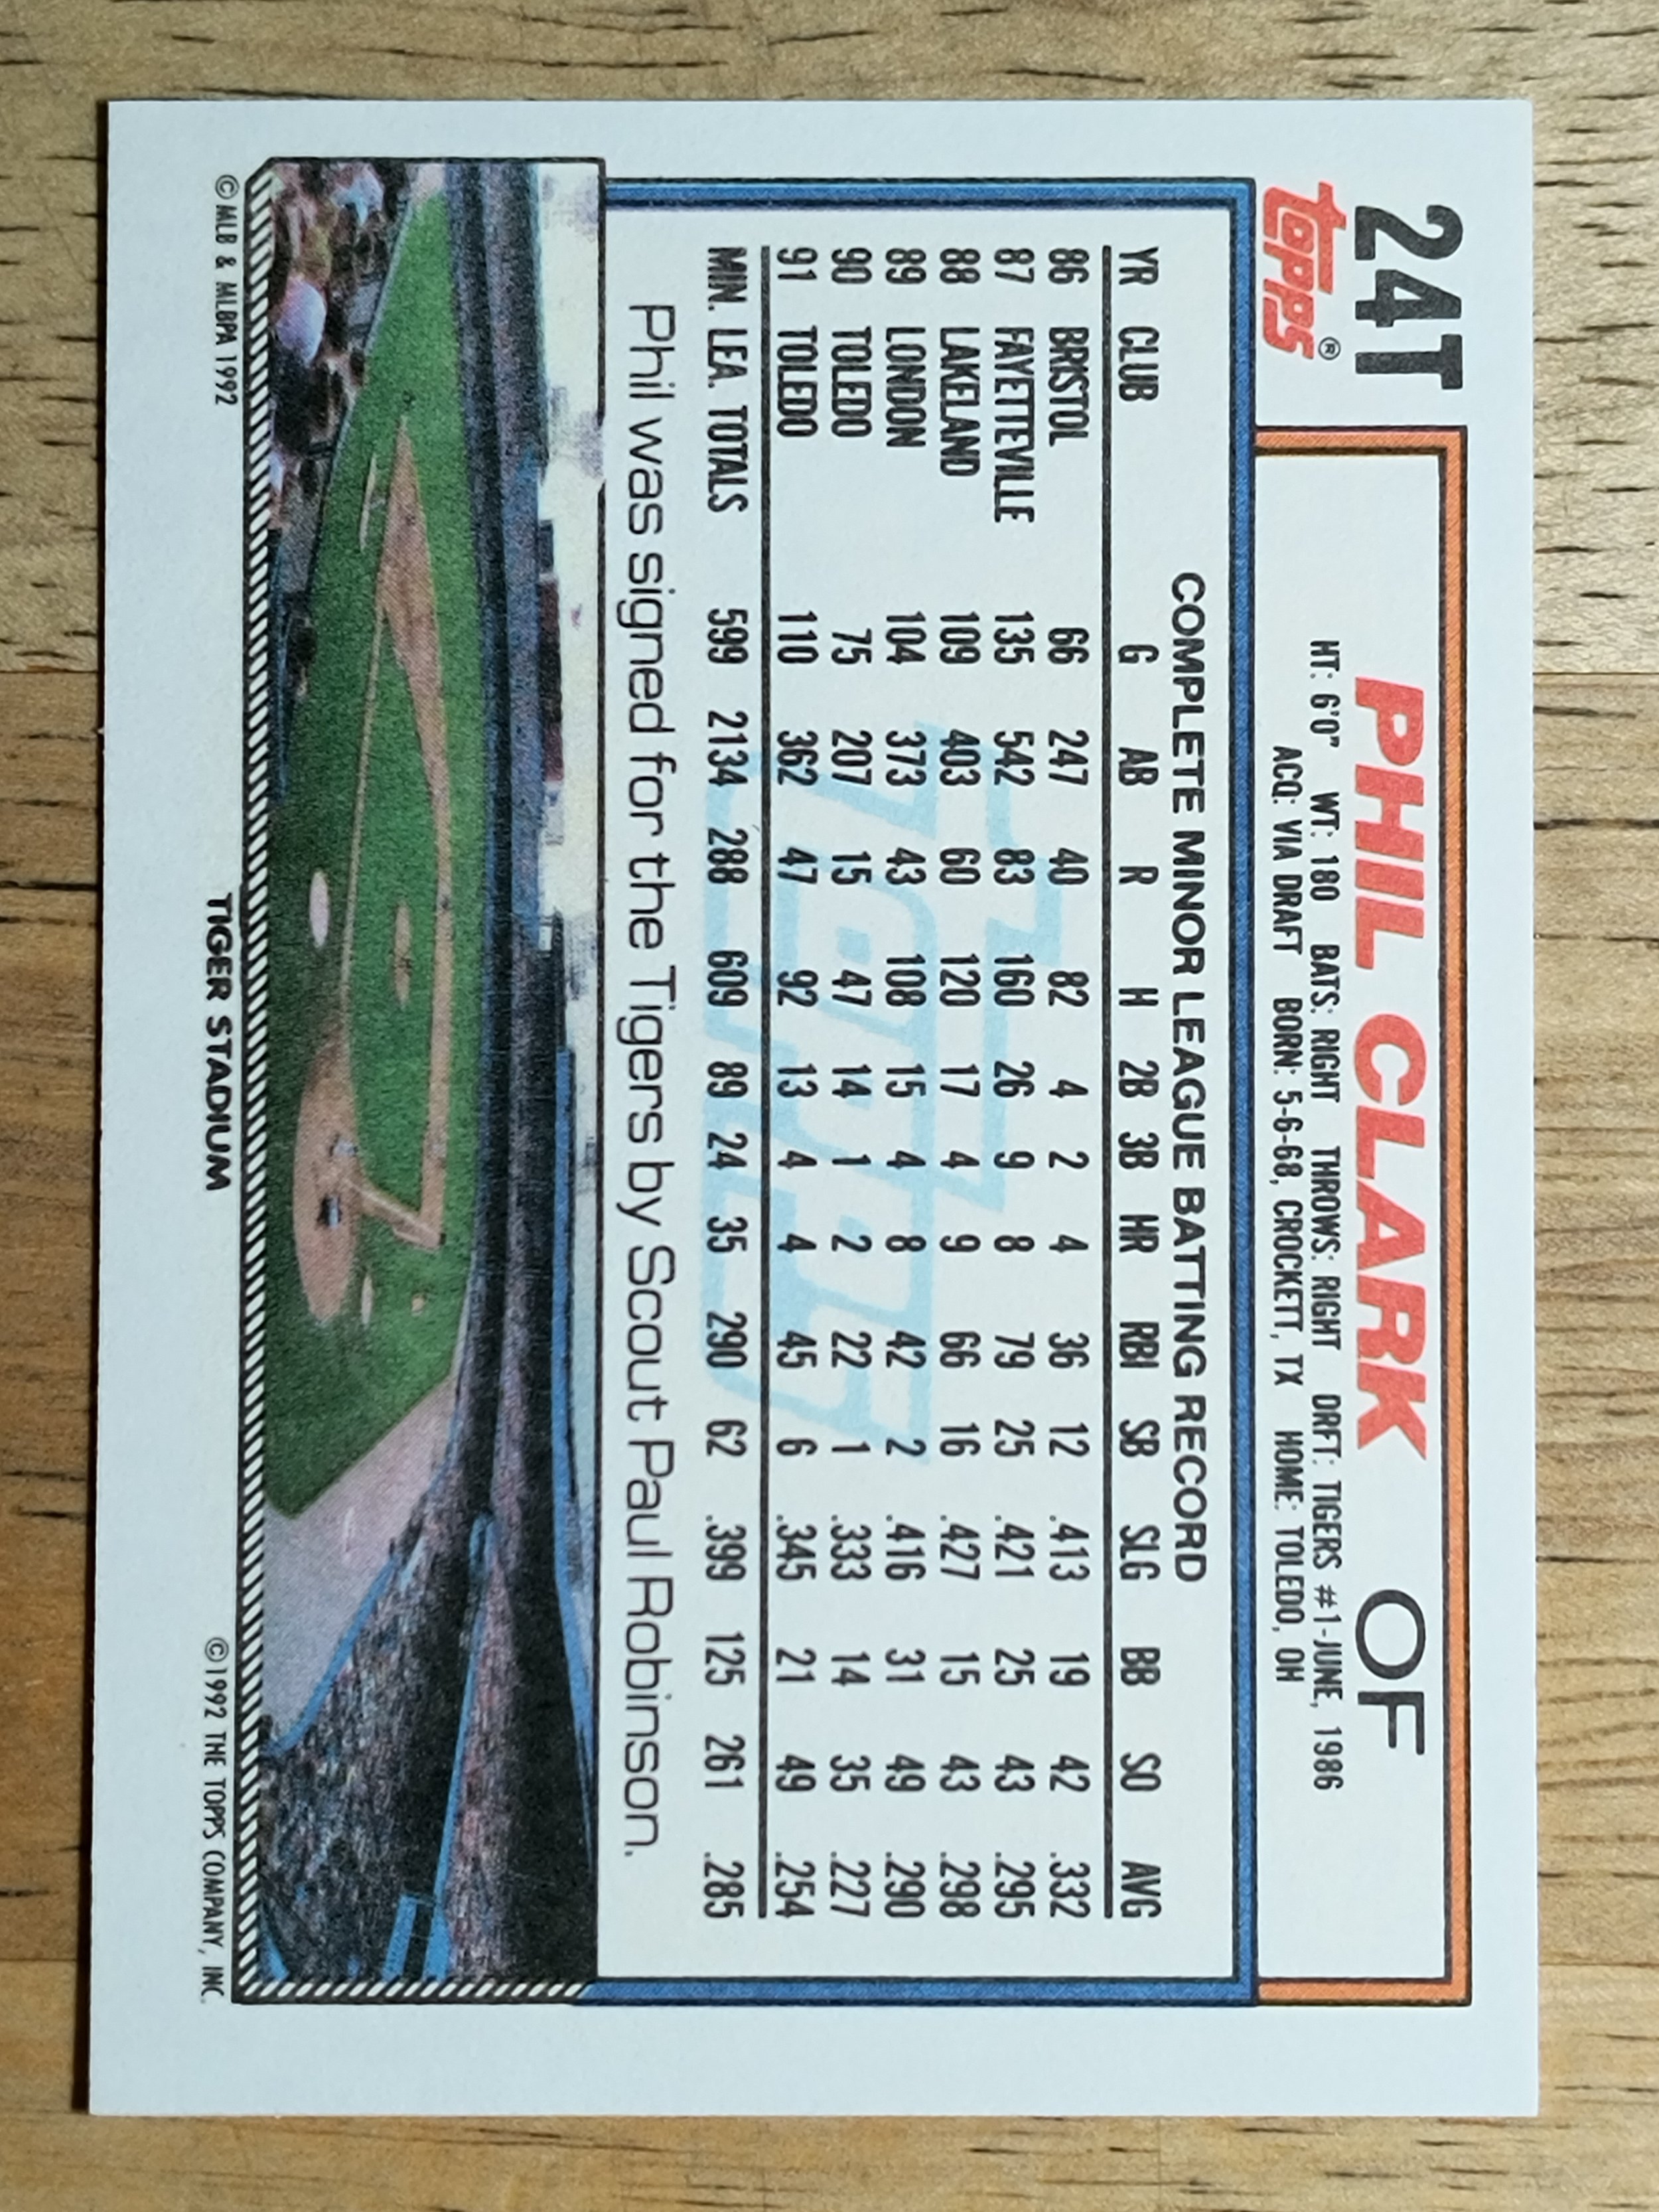 24T PHIL CLARK OF
TOPPS®
HT: 6'0" WT: 180 BATS: RIGHT THROWS: RIGHT DRFT: TIGERS #1-JUNE, 1986
ACQ: VIA DRAFT BORN: 5-6-68, CROCKETT, TX HOME: TOLEDO, OH
COMPLETE MINOR LEAGUE BATTING RECORD
YR CLUB G AB R H 2B 3B HR RBI SB SLG BB SO AVG
86 BRISTOL 66 247 40 82 4 2 4 36 12 .413 19 42 .332
87 FAYETTEVILLE 135 542 83 160 26 9 8 79 25 .421 25 43 .295
88 LAKELAND 109 403 60 120 17 4 9 66 16 .427 15 43 .298
89 LONDON 104 373 43 108 15 4 8 42 2 .416 31 49 .290
90 TOLEDO 75 207 15 47 14 1 2 22 1 .333 14 35 .227
91 TOLEDO 110 362 47 92 13 4 4 45 6 .345 21 49 .254
MIN. LEA. TOTALS 599 2134 288 609 89 24 35 290 62 .399 125 261 .285
Topps
Phil was signed for the Tigers by Scout Paul Robinson.
© MLB & MLBPA 1992
TIGER STADIUM
©1992 THE TOPPS COMPANY, INC.